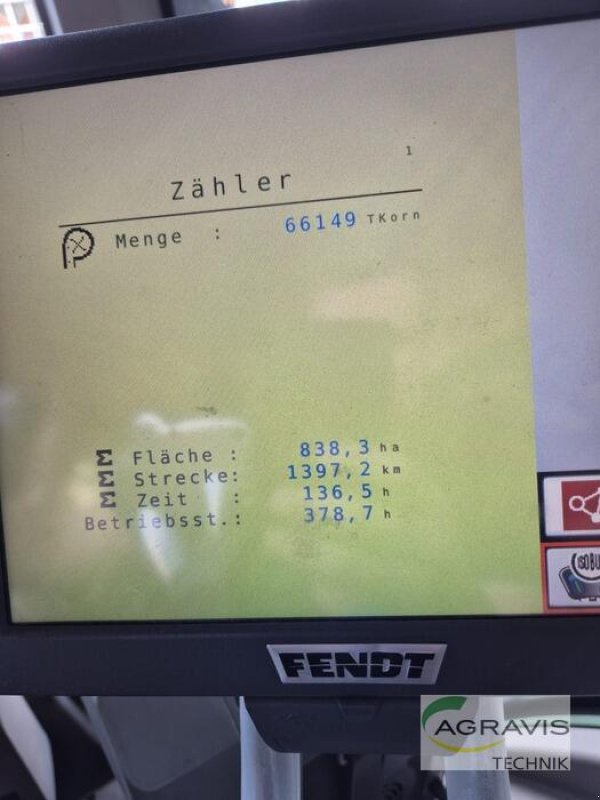 1
Zähler
Menge : 66149 TKorn
Σ Fläche : 838,3 ha
Σ Strecke: 1397,2 km
Σ Zeit : 136,5 h
Betriebsst.: 378,7 h
ISOBU
FENDT
AGRAVIS
TECHNIK